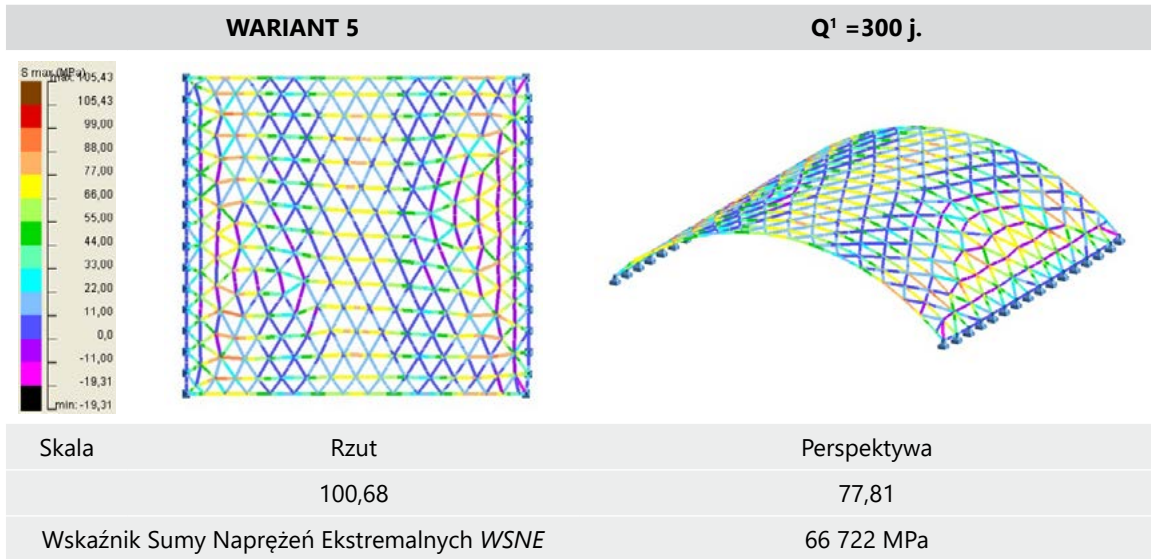 WARIANT 5 Q¹ =300 j.
S max (MPa)
max: 105,43
105,43
99,00
88,00
77,00
66,00
55,00
44,00
33,00
22,00
11,00
0,0
-11,00
-19,31
min: -19,31
Skala Rzut Perspektywa
100,68 77,81
Wskaźnik Sumy Naprężeń Ekstremalnych WSNE 66 722 MPa